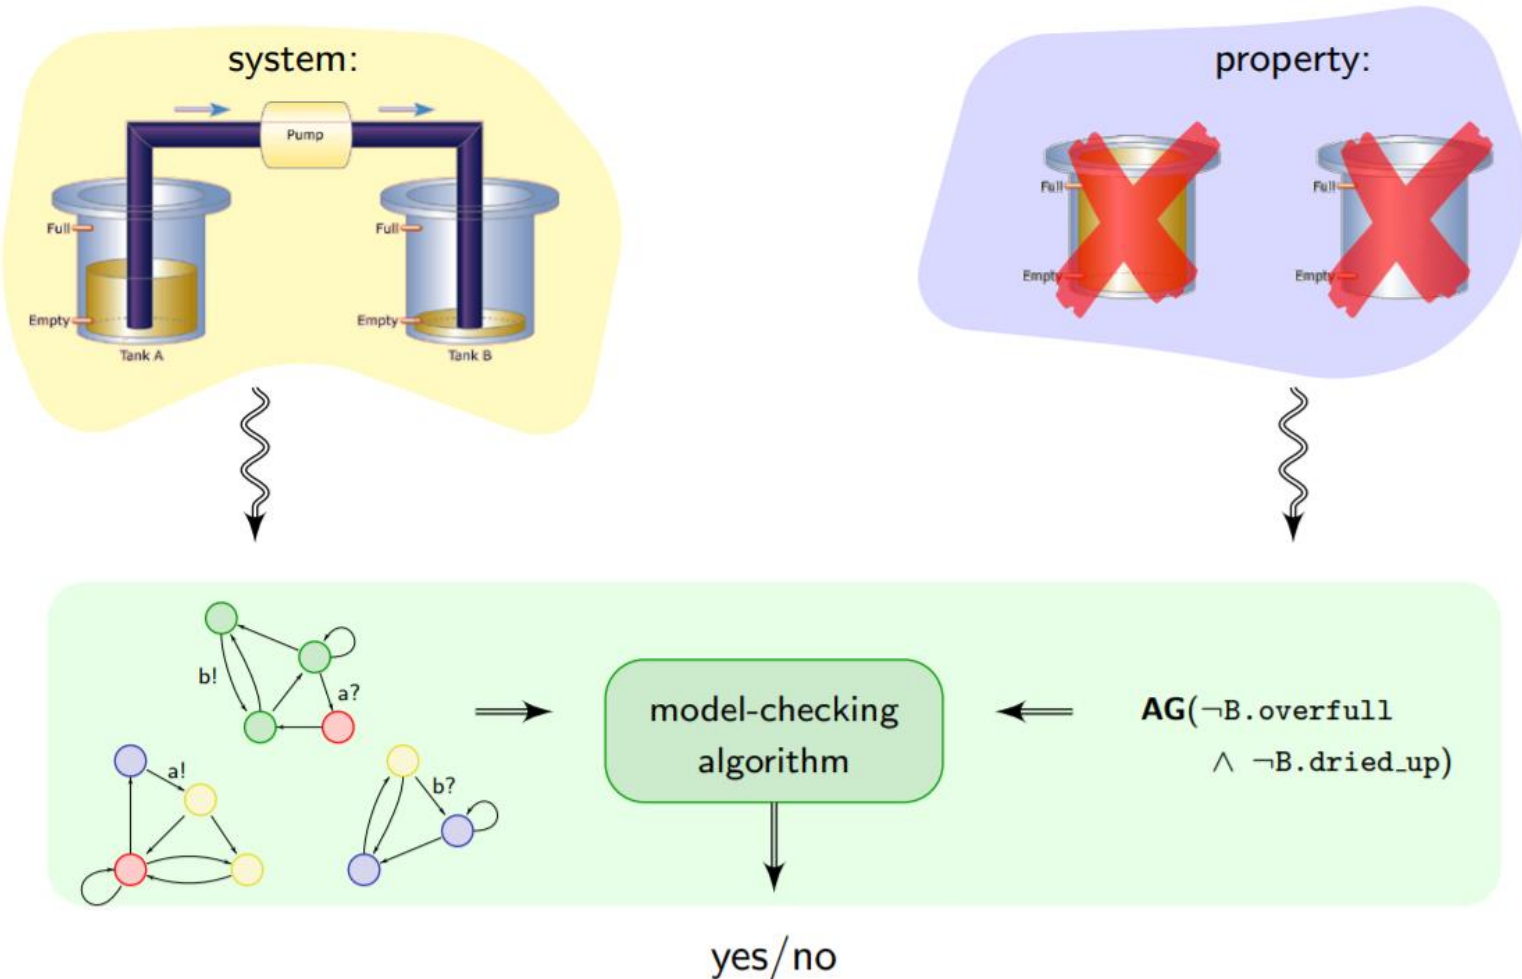 system:
Pump
Full
Full
Empty
Empty
Tank A
Tank B
property:
Full
Full
Empty
Empty
b!
a?
a!
b?
model-checking
algorithm
AG(¬B.overfull
∧ ¬B.dried_up)
yes/no